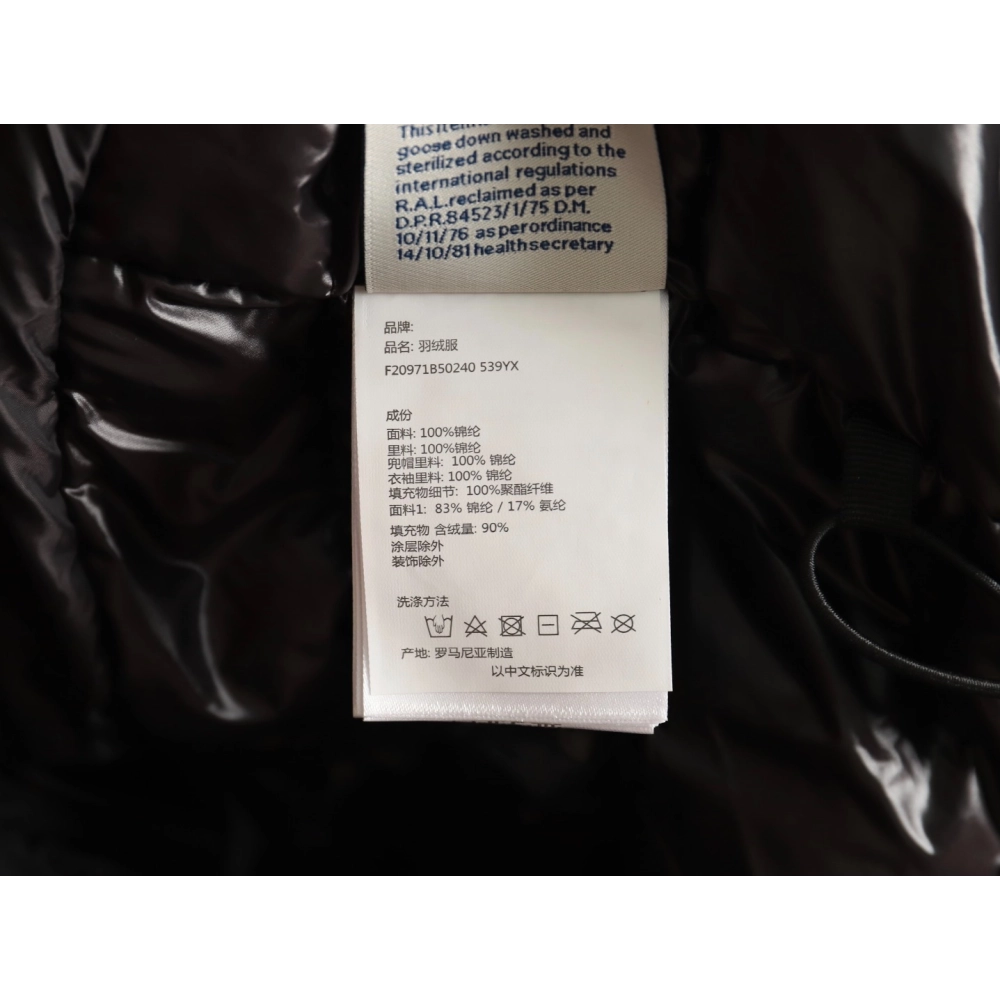 goose down washed and
sterilized according to the
international regulations
R.A.L.reclaimed as per
D.P.R.84523/1/75 D.M.
10/11/76 as per ordinance
14/10/81 health secretary
品牌:
品名: 羽绒服
F20971B50240 539YX
成份
面料: 100%锦纶
里料: 100%锦纶
兜帽里料: 100% 锦纶
衣袖里料: 100% 锦纶
填充物细节: 100%聚酯纤维
面料1: 83% 锦纶 / 17% 氨纶
填充物 含绒量: 90%
涂层除外
装饰除外
洗涤方法
产地: 罗马尼亚制造
以中文标识为准